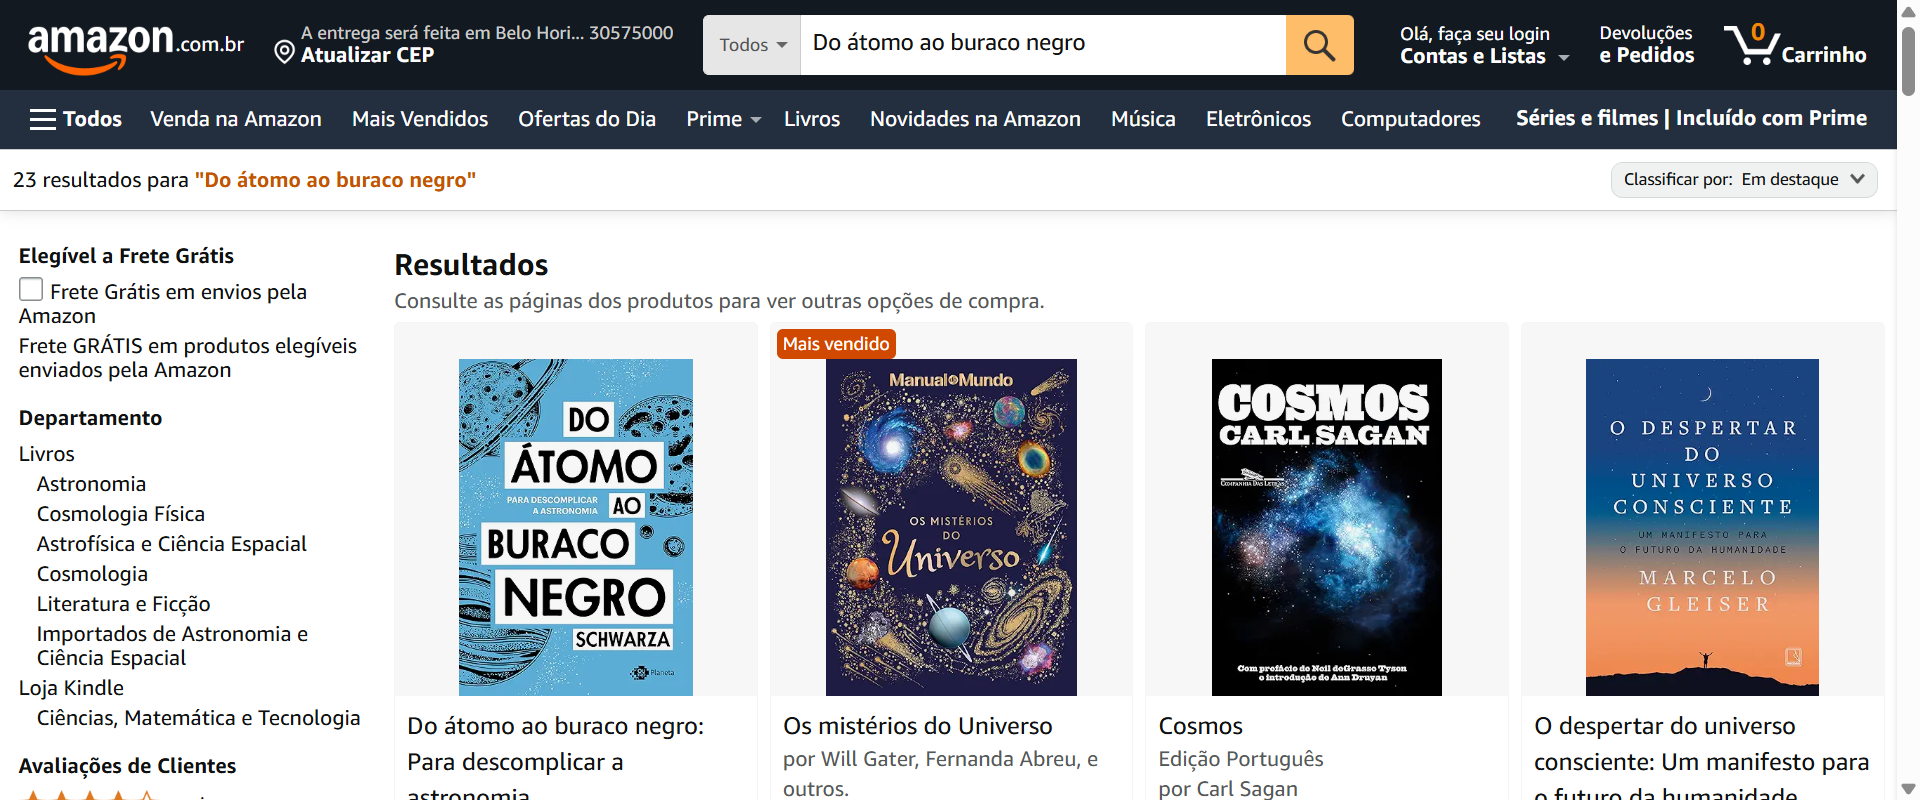 amazon.com.br
A entrega será feita em Belo Hori... 30575000
Atualizar CEP
Todos
Do átomo ao buraco negro
Olá, faça seu login
Contas e Listas
Devoluções
e Pedidos
0
Carrinho
Todos
Venda na Amazon
Mais Vendidos
Ofertas do Dia
Prime
Livros
Novidades na Amazon
Música
Eletrônicos
Computadores
Séries e filmes | Incluído com Prime
23 resultados para "Do átomo ao buraco negro"
Classificar por: Em destaque
Elegível a Frete Grátis
Frete Grátis em envios pela
Amazon
Frete GRÁTIS em produtos elegíveis
enviados pela Amazon
Departamento
Livros
Astronomia
Cosmologia Física
Astrofísica e Ciência Espacial
Cosmologia
Literatura e Ficção
Importados de Astronomia e
Ciência Espacial
Loja Kindle
Ciências, Matemática e Tecnologia
Avaliações de Clientes
Resultados
Consulte as páginas dos produtos para ver outras opções de compra.
DO
ÁTOMO
PARA DESCOMPLICAR
A ASTRONOMIA
AO
BURACO
NEGRO
SCHWARZA
Planeta
Do átomo ao buraco negro:
Para descomplicar a
astronomia
Mais vendido
Manual do Mundo
OS MISTÉRIOS
DO
Universo
Os mistérios do Universo
por Will Gater, Fernanda Abreu, e
outros.
COSMOS
CARL SAGAN
COMPANHIA DAS LETRAS
Com prefácio de Neil deGrasse Tyson
e introdução de Ann Druyan
Cosmos
Edição Português
por Carl Sagan
O DESPERTAR
DO
UNIVERSO
CONSCIENTE
UM MANIFESTO PARA
O FUTURO DA HUMANIDADE
MARCELO
GLEISER
O despertar do universo
consciente: Um manifesto para
o futuro da humanidade